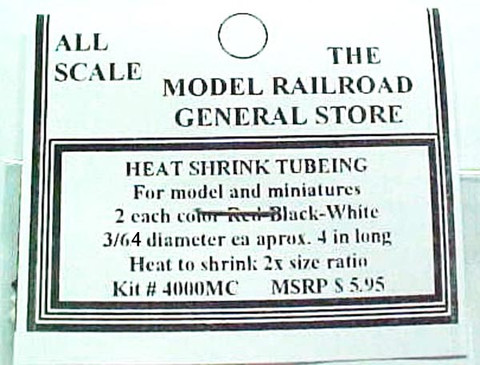 ALL
SCALE
THE
MODEL RAILROAD
GENERAL STORE
HEAT SHRINK TUBEING
For model and miniatures
2 each color Red-Black-White
3/64 diameter ea aprox. 4 in long
Heat to shrink 2x size ratio
Kit # 4000MC MSRP $ 5.95